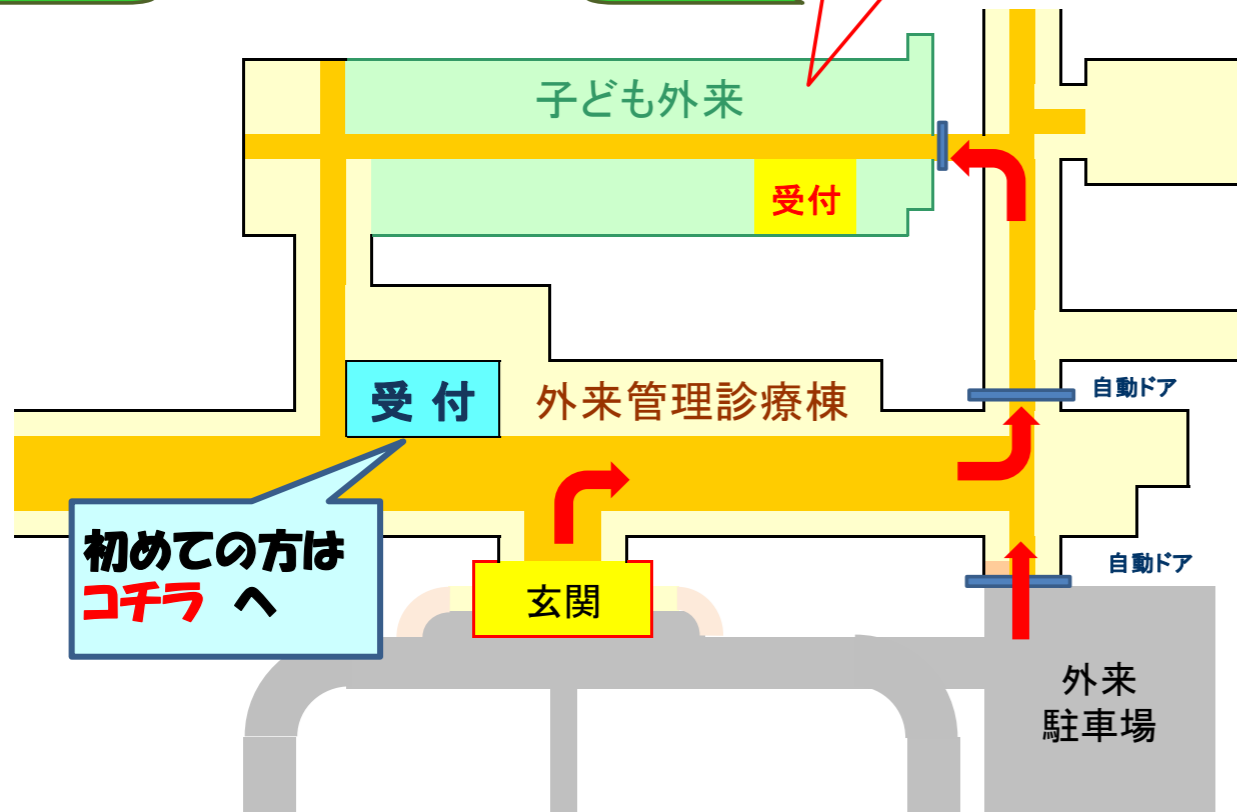 子ども外来
受付
受 付
外来管理診療棟
自動ドア
初めての方は
コチラ へ
自動ドア
玄関
外来
駐車場